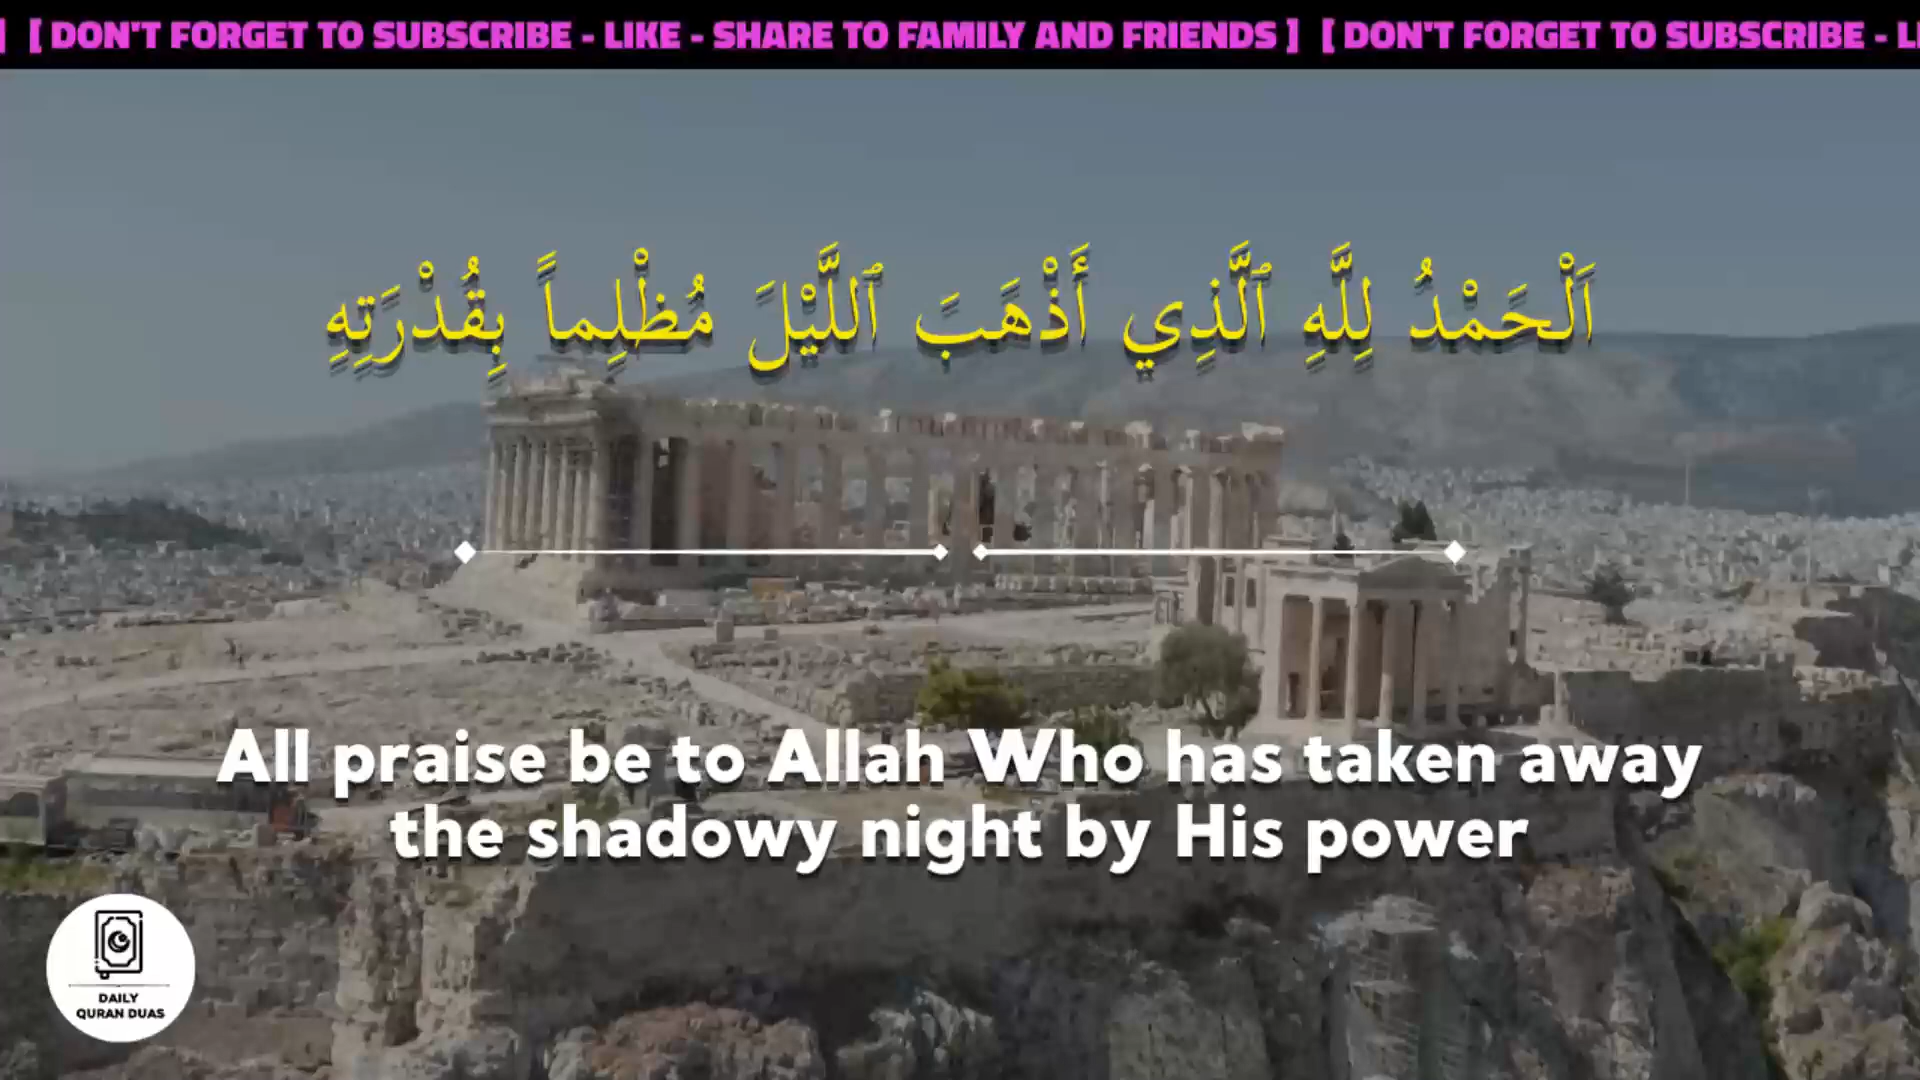 ] [ DON'T FORGET TO SUBSCRIBE - LIKE - SHARE TO FAMILY AND FRIENDS ] [ DON'T FORGET TO SUBSCRIBE - LI
اَلْحَمْدُ لِلَّهِ ٱلَّذِي أَذْهَبَ ٱللَّيْلَ مُظْلِماً بِقُدْرَتِهِ
All praise be to Allah Who has taken away
the shadowy night by His power
DAILY
QURAN DUAS